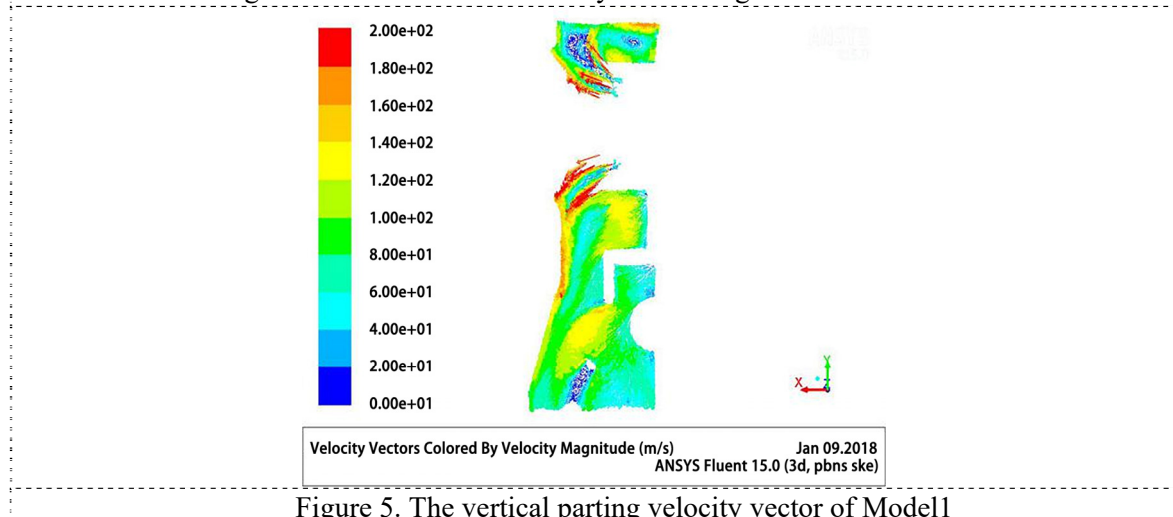 2.00e+02
1.80e+02
1.60e+02
1.40e+02
1.20e+02
1.00e+02
8.00e+01
6.00e+01
4.00e+01
2.00e+01
0.00e+01
Y
X
Z
Velocity Vectors Colored By Velocity Magnitude (m/s)
Jan 09.2018
ANSYS Fluent 15.0 (3d, pbns ske)
Figure 5. The vertical parting velocity vector of Model1